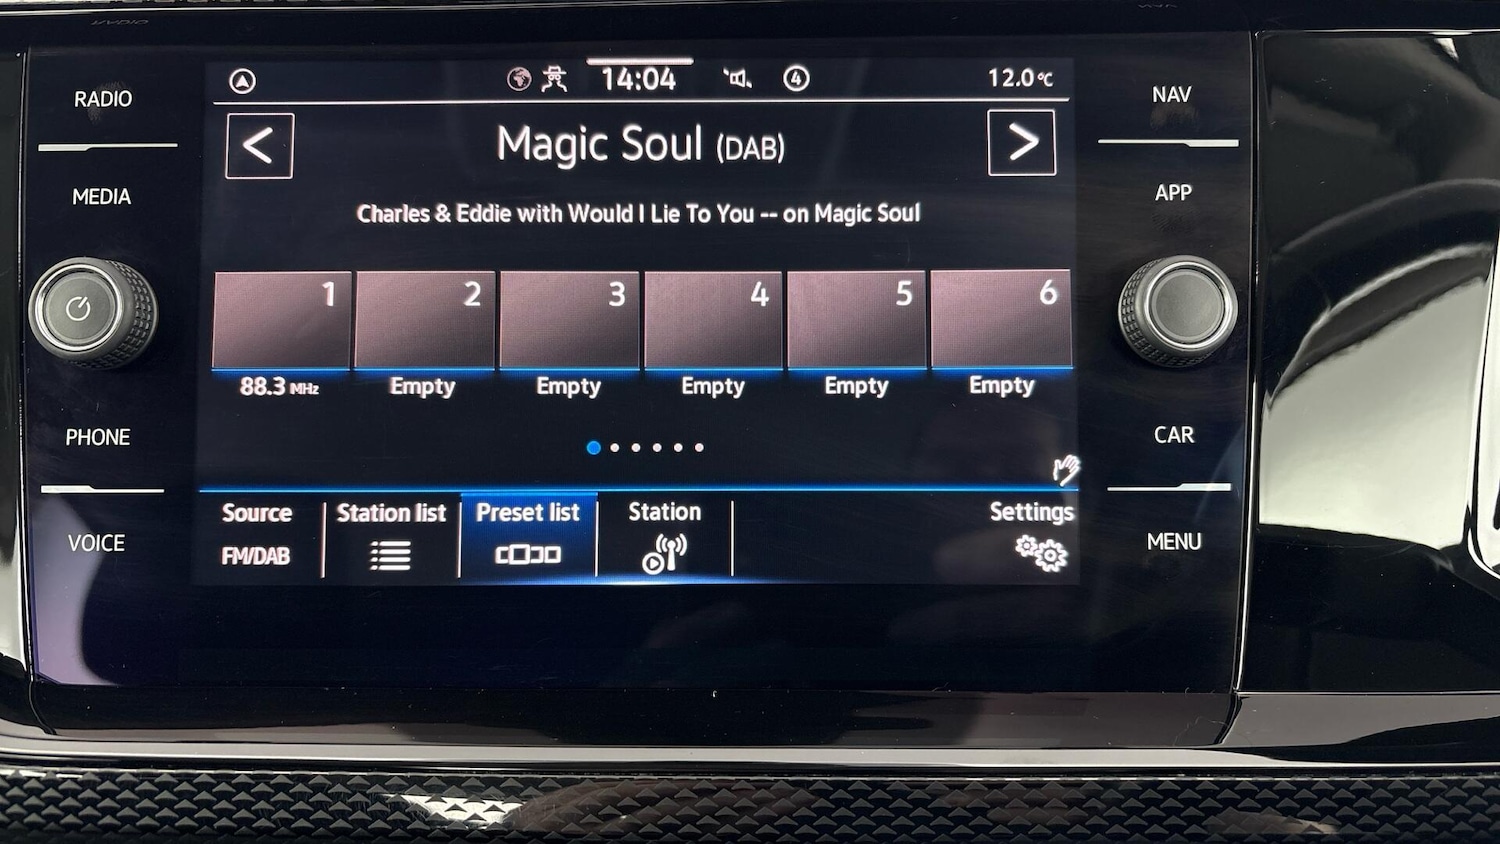 RADIO
MEDIA
PHONE
VOICE
14:04
4
12.0°C
<
Magic Soul (DAB)
>
Charles & Eddie with Would I Lie To You -- on Magic Soul
1 2 3 4 5 6
88.3 MHz Empty Empty Empty Empty Empty
Source Station list Preset list Station Settings
FM/DAB
NAV
APP
CAR
MENU